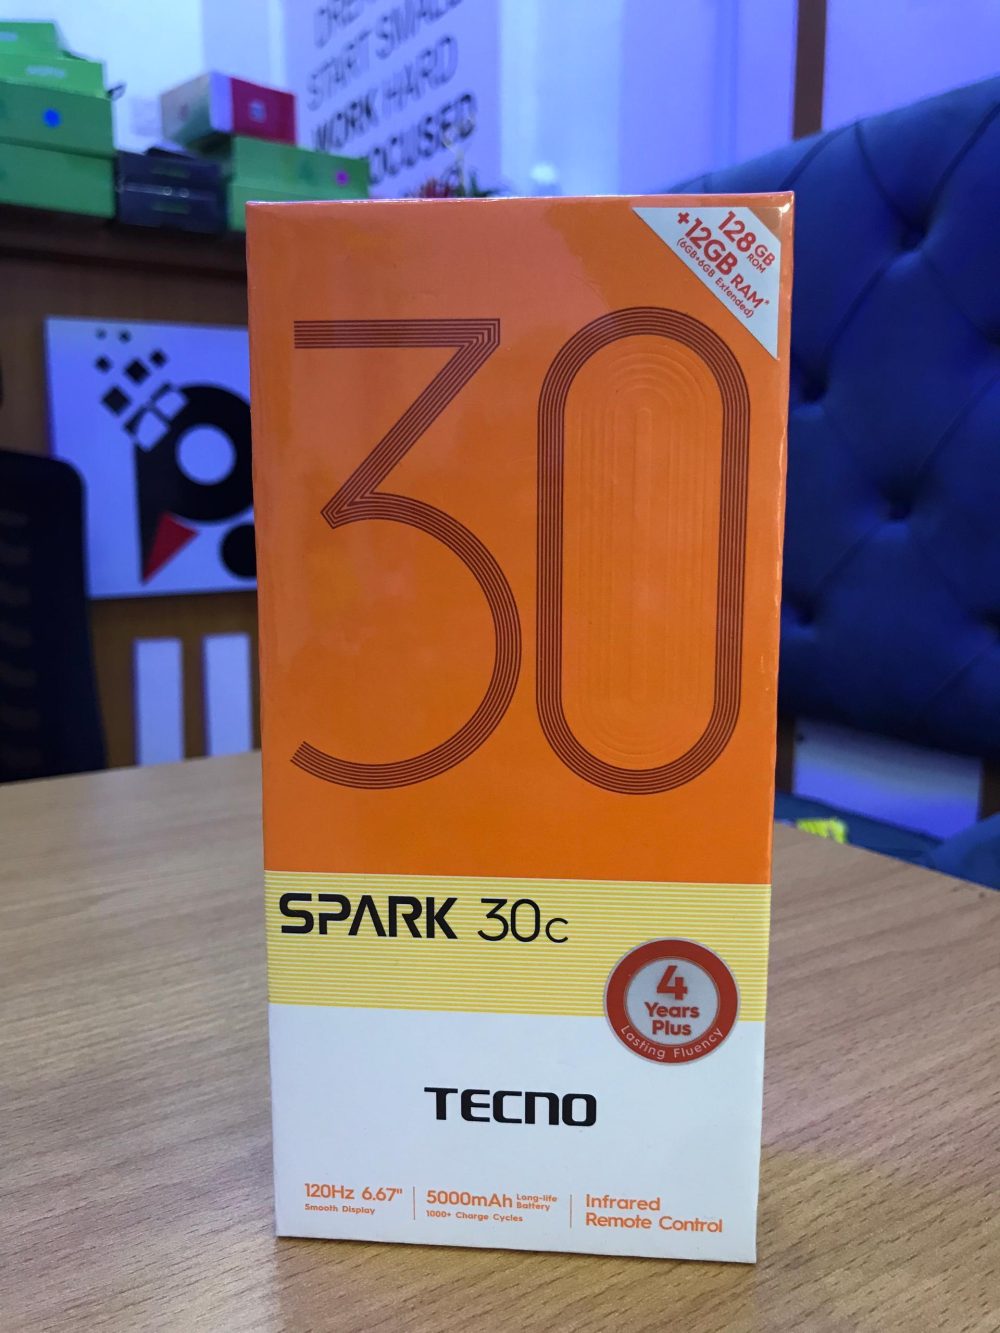 START SMALL
WORK HARD
128GB ROM
+12GB RAM*
(6GB+6GB Extended)
30
SPARK 30c
4
Years
Plus
Lasting Fluency
TECNO
120Hz 6.67"
Smooth Display
5000mAh Long-life Battery
1000+ Charge Cycles
Infrared
Remote Control